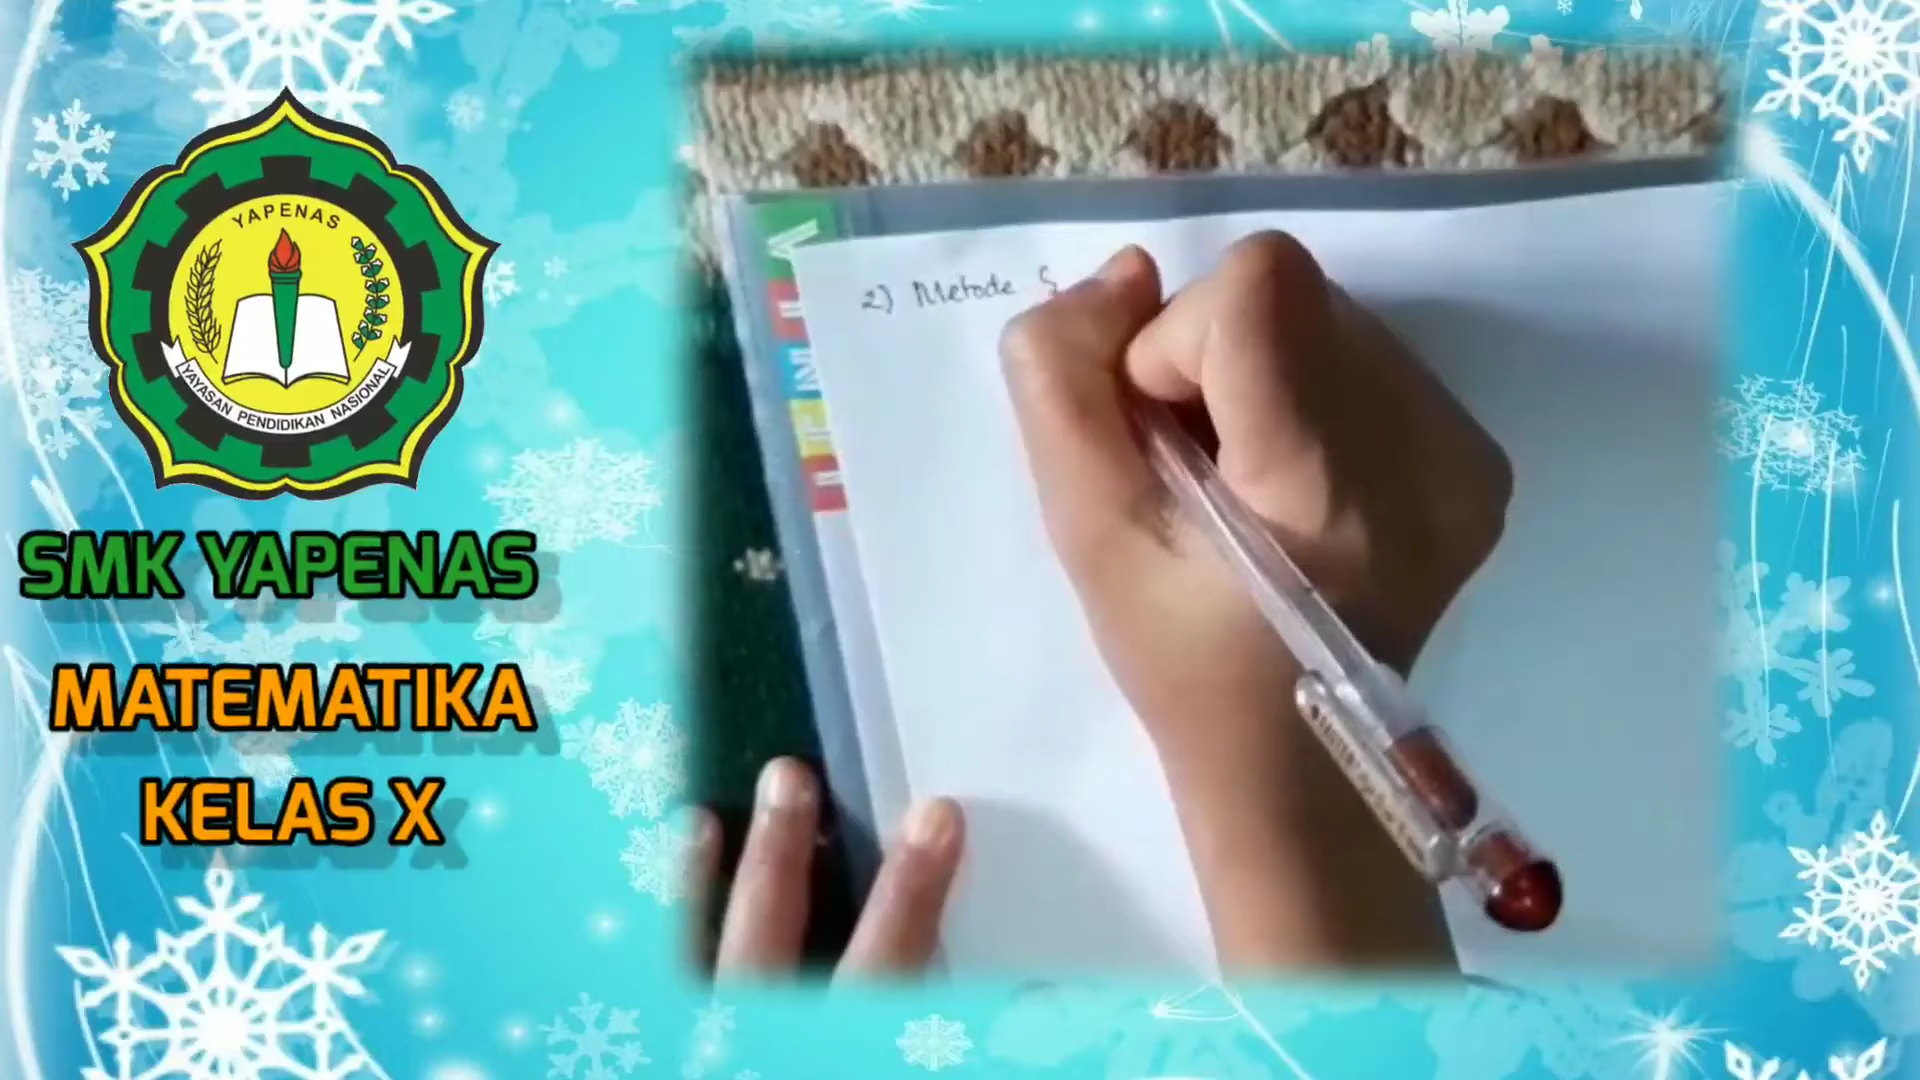 YAPENAS
YAYASAN PENDIDIKAN NASIONAL
SMK YAPENAS
MATEMATIKA
KELAS X
2) Metode S